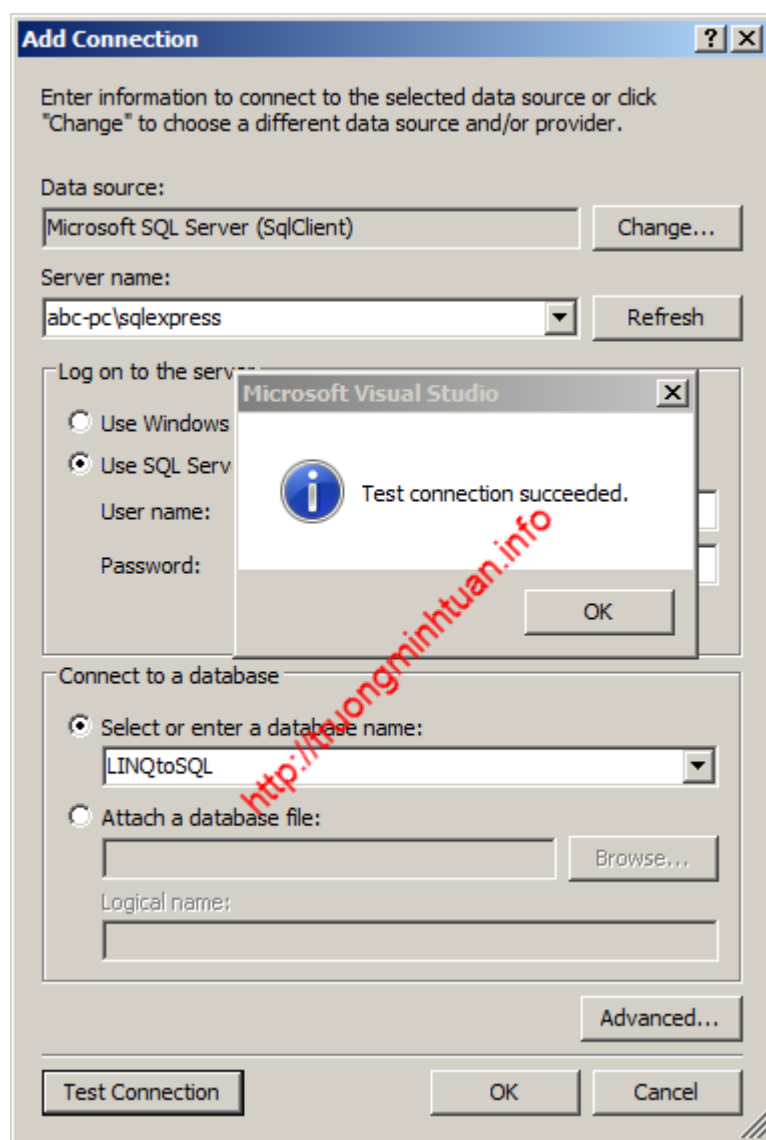 Add Connection
Enter information to connect to the selected data source or click
"Change" to choose a different data source and/or provider.
Data source:
Microsoft SQL Server (SqlClient)
Change...
Server name:
abc-pc\sqlexpress
Refresh
Log on to the server
Microsoft Visual Studio
Use Windows
Use SQL Serv
Test connection succeeded.
User name:
Password:
OK
http://truongminhtuan.info
Connect to a database
Select or enter a database name:
LINQtoSQL
Attach a database file:
Browse...
Logical name:
Advanced...
Test Connection
OK
Cancel